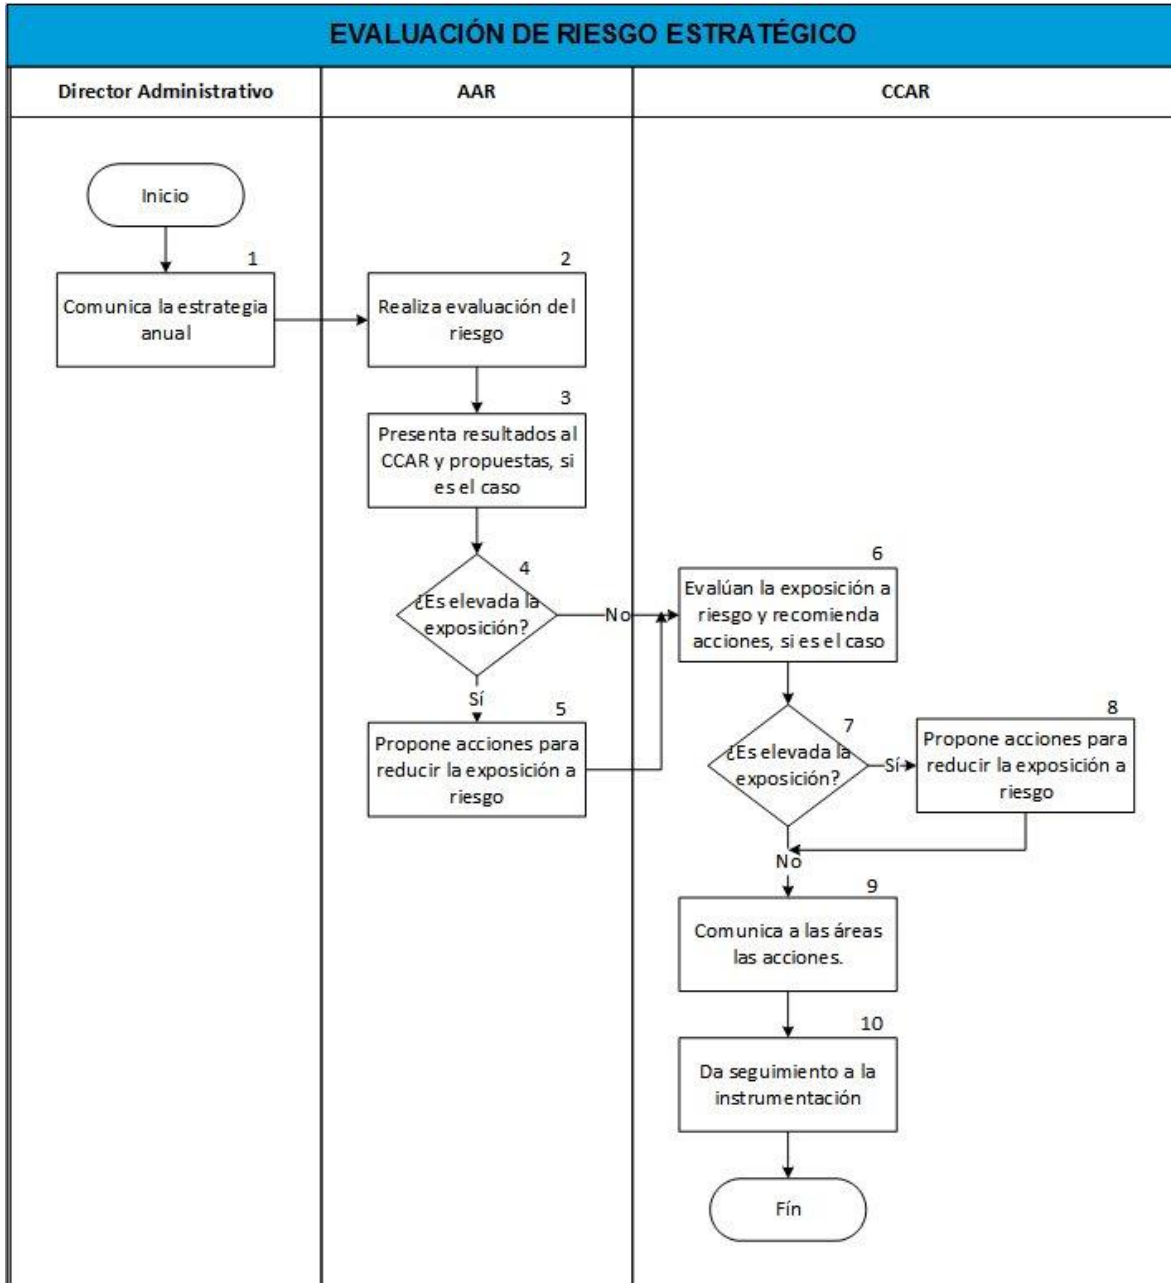 EVALUACIÓN DE RIESGO ESTRATÉGICO
Director Administrativo
AAR
CCAR
Inicio
1
Comunica la estrategia
anual
2
Realiza evaluación del
riesgo
3
Presenta resultados al
CCAR y propuestas, si
es el caso
4
¿Es elevada la
exposición?
No
Sí
5
Propone acciones para
reducir la exposición a
riesgo
6
Evalúan la exposición a
riesgo y recomienda
acciones, si es el caso
7
¿Es elevada la
exposición?
Sí
8
Propone acciones para
reducir la exposición a
riesgo
No
9
Comunica a las áreas
las acciones.
10
Da seguimiento a la
instrumentación
Fín